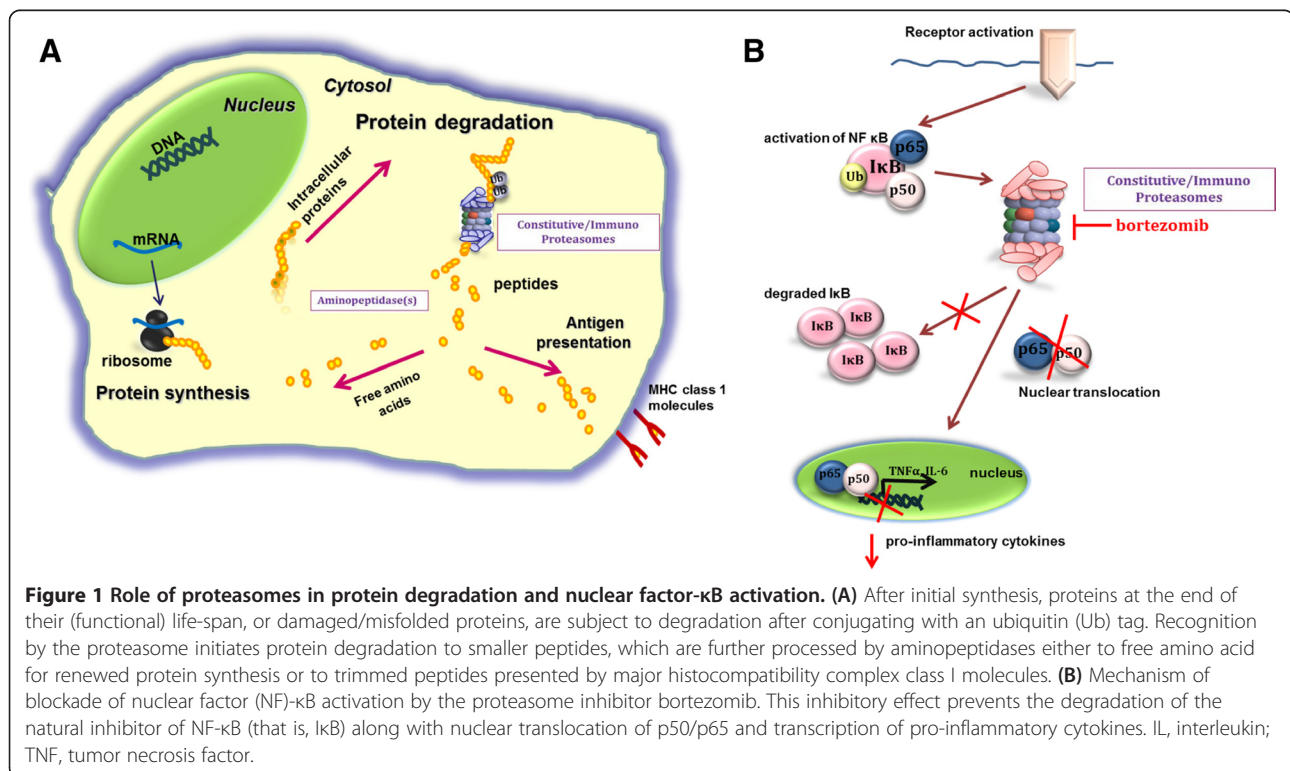 A
Cytosol
Nucleus
DNA
Protein degradation
Intracellular
proteins
Ub
Ub
mRNA
Constitutive/Immuno
Proteasomes
Aminopeptidase(s)
peptides
ribosome
Antigen
presentation
Protein synthesis
Free amino
acids
MHC class 1
molecules
B
Receptor activation
activation of NF κB
p65
IκB
Ub
p50
Constitutive/Immuno
Proteasomes
bortezomib
degraded IκB
IκB
IκB
IκB
IκB
p65
p50
Nuclear translocation
p65
p50
TNFα, IL-6
nucleus
pro-inflammatory cytokines
Figure 1 Role of proteasomes in protein degradation and nuclear factor-κB activation. (A) After initial synthesis, proteins at the end of
their (functional) life-span, or damaged/misfolded proteins, are subject to degradation after conjugating with an ubiquitin (Ub) tag. Recognition
by the proteasome initiates protein degradation to smaller peptides, which are further processed by aminopeptidases either to free amino acid
for renewed protein synthesis or to trimmed peptides presented by major histocompatibility complex class I molecules. (B) Mechanism of
blockade of nuclear factor (NF)-κB activation by the proteasome inhibitor bortezomib. This inhibitory effect prevents the degradation of the
natural inhibitor of NF-κB (that is, IκB) along with nuclear translocation of p50/p65 and transcription of pro-inflammatory cytokines. IL, interleukin;
TNF, tumor necrosis factor.